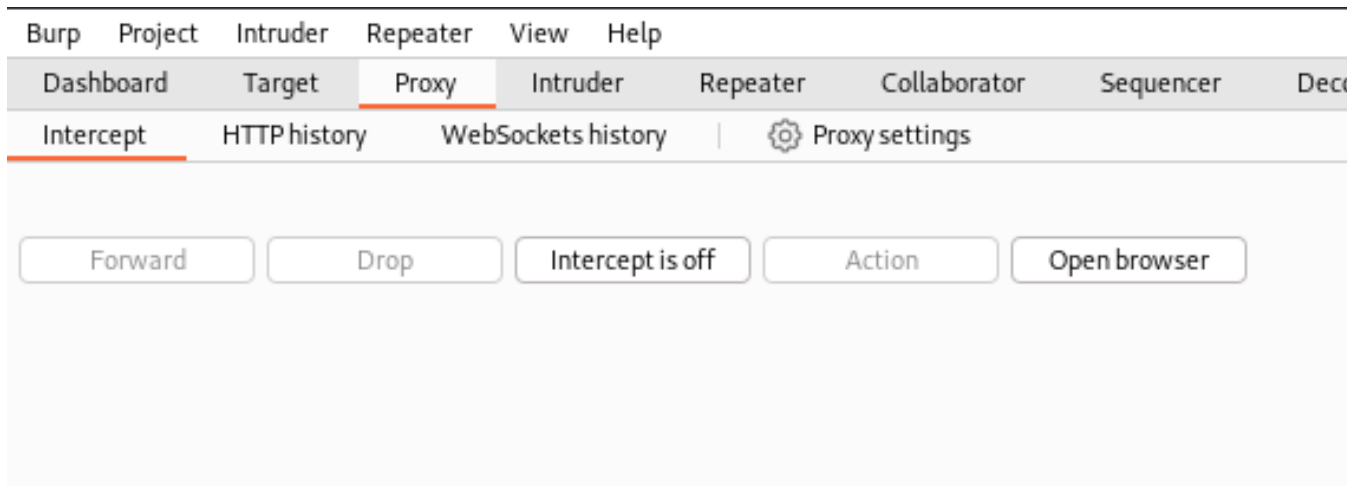 Burp Project Intruder Repeater View Help
Dashboard Target Proxy Intruder Repeater Collaborator Sequencer
Intercept HTTP history WebSockets history Proxy settings
Forward Drop Intercept is off Action Open browser